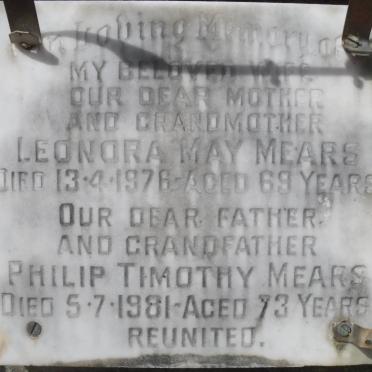 In Loving Memory of
MY BELOVED WIFE
OUR DEAR MOTHER
AND GRANDMOTHER
LEONORA MAY MEARS
DIED 13·4·1976-AGED 69 YEARS
OUR DEAR FATHER
AND GRANDFATHER
PHILIP TIMOTHY MEARS
DIED 5·7·1981-AGED 73 YEARS
REUNITED.